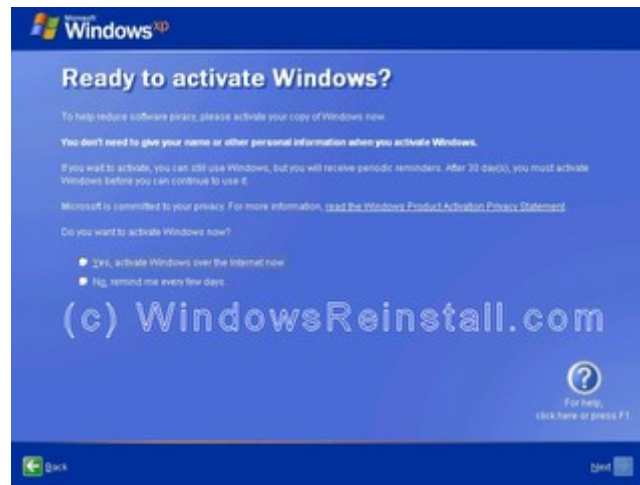 Microsoft
Windows xp
Ready to activate Windows?
To help reduce software piracy, please activate your copy of Windows now.
You don't need to give your name or other personal information when you activate Windows.
If you wait to activate, you can still use Windows, but you will receive periodic reminders. After 30 day(s), you must activate
Windows before you can continue to use it.
Microsoft is committed to your privacy. For more information, read the Windows Product Activation Privacy Statement.
Do you want to activate Windows now?
Yes, activate Windows over the Internet now
No, remind me every few days
(c) WindowsReinstall.com
For help,
click here or press F1.
Back
Next